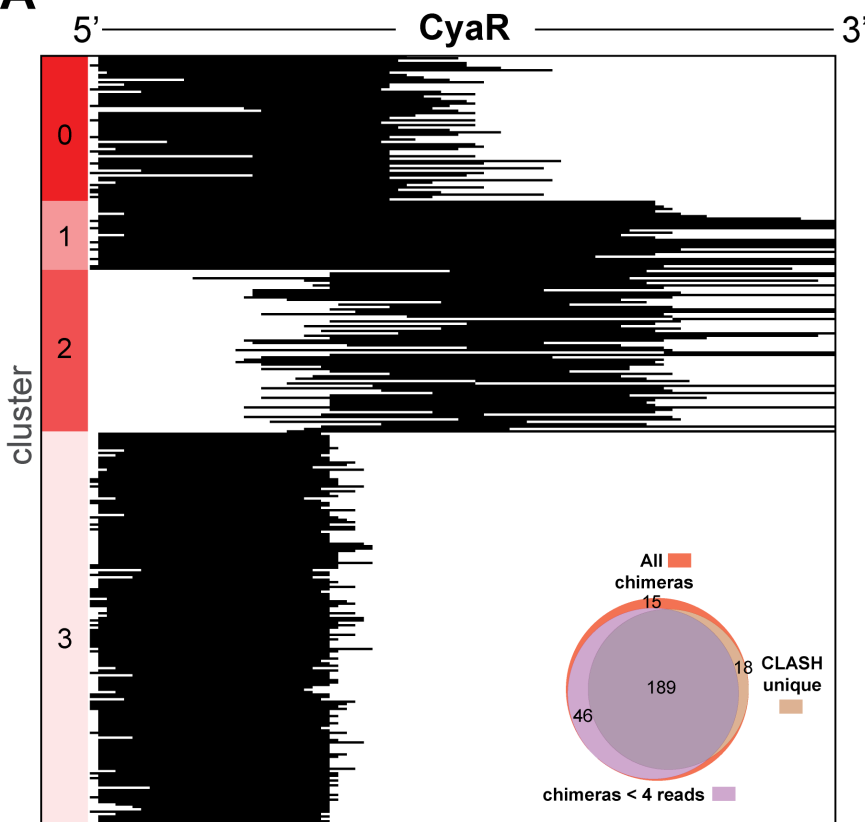 A
5’ CyaR 3’
0
1
2
3
cluster
All
chimeras
15
18
CLASH
unique
189
46
chimeras < 4 reads